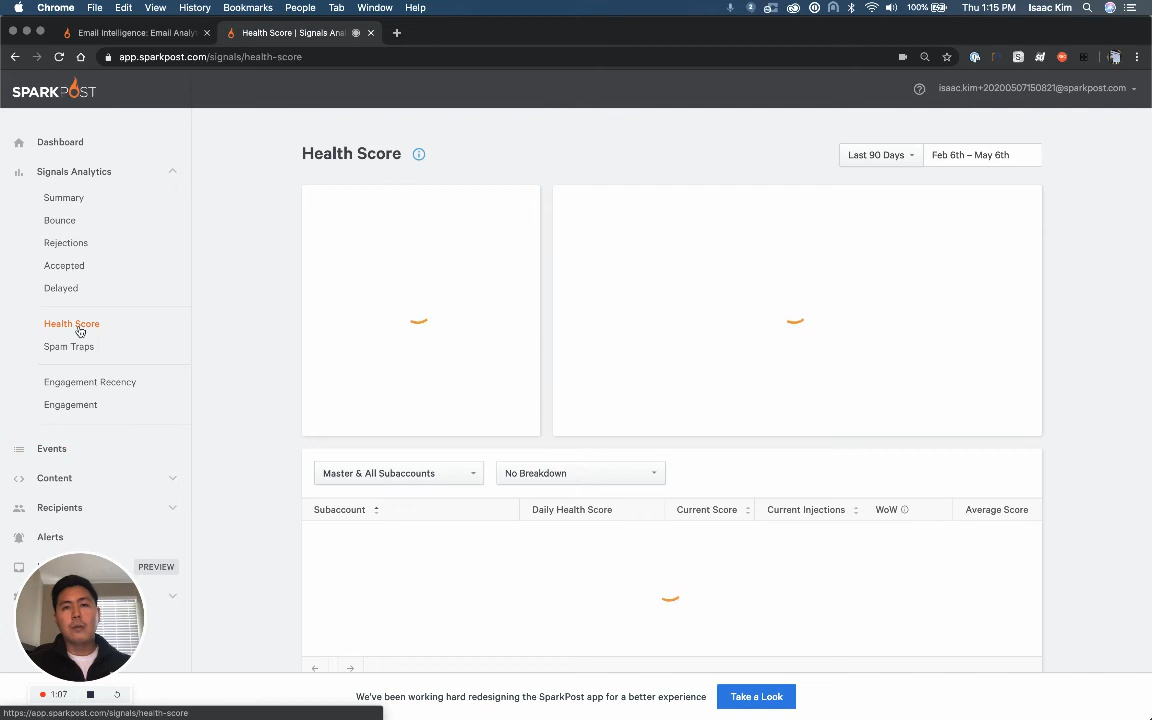 Chrome File Edit View History Bookmarks People Tab Window Help
100% Thu 1:15 PM Isaac Kim
Email Intelligence: Email Analyt
Health Score | Signals Anal
app.sparkpost.com/signals/health-score
SPARKPOST
isaac.kim+20200507150821@sparkpost.com
Dashboard
Signals Analytics
Summary
Bounce
Rejections
Accepted
Delayed
Health Score
Spam Traps
Engagement Recency
Engagement
Events
Content
Recipients
Alerts
PREVIEW
Health Score
Last 90 Days
Feb 6th – May 6th
Master & All Subaccounts
No Breakdown
Subaccount Daily Health Score Current Score Current Injections WoW Average Score
We've been working hard redesigning the SparkPost app for a better experience
Take a Look
1:07
https://app.sparkpost.com/signals/health-score